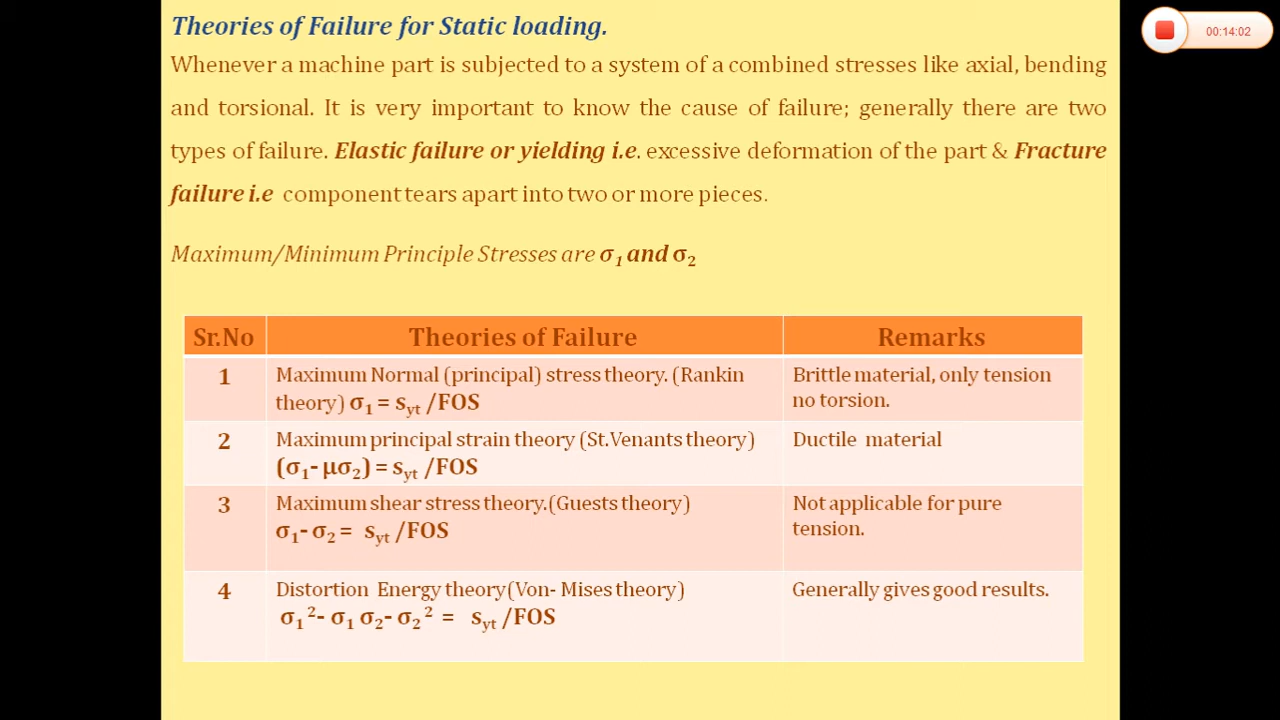 Theories of Failure for Static loading.
00:14:02
Whenever a machine part is subjected to a system of a combined stresses like axial, bending
and torsional. It is very important to know the cause of failure; generally there are two
types of failure. Elastic failure or yielding i.e. excessive deformation of the part & Fracture
failure i.e component tears apart into two or more pieces.
Maximum/Minimum Principle Stresses are σ₁ and σ₂
Sr.No Theories of Failure Remarks
1 Maximum Normal (principal) stress theory. (Rankin Brittle material, only tension
theory) σ₁ = syt /FOS no torsion.
2 Maximum principal strain theory (St.Venants theory) Ductile material
(σ₁- μσ₂) = syt /FOS
3 Maximum shear stress theory.(Guests theory) Not applicable for pure
σ₁- σ₂ = syt /FOS tension.
4 Distortion Energy theory(Von- Mises theory) Generally gives good results.
σ₁²- σ₁ σ₂- σ₂² = syt /FOS